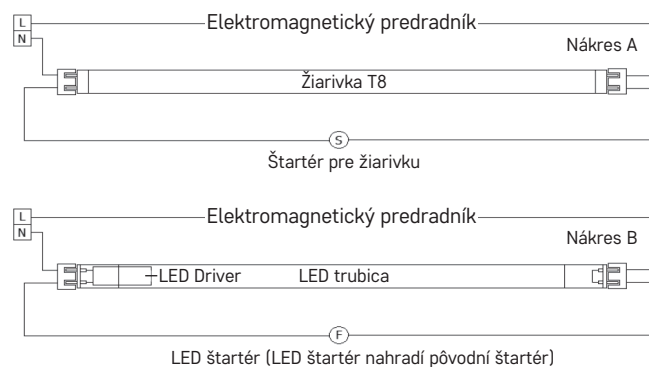 L
Elektromagnetický predradník
N
Nákres A
Žiarivka T8
S
Štartér pre žiarivku
L
Elektromagnetický predradník
N
Nákres B
LED Driver
LED trubica
F
LED štartér (LED štartér nahradí pôvodní štartér)